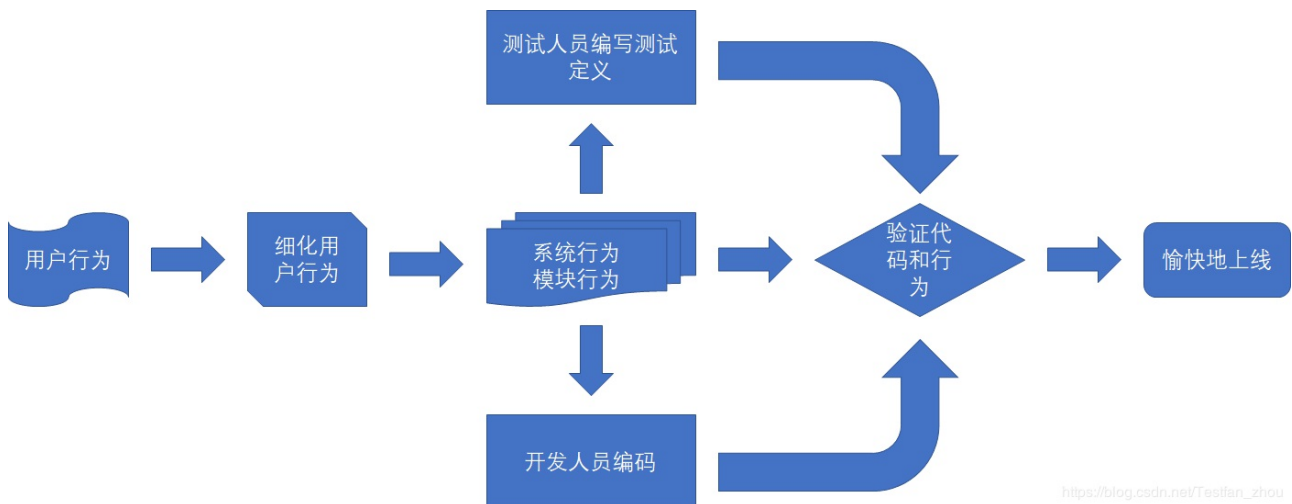 测试人员编写测试
定义
用户行为
细化用
户行为
系统行为
模块行为
验证代
码和行
为
愉快地上线
开发人员编码
https://blog.csdn.net/Testfan_zhou